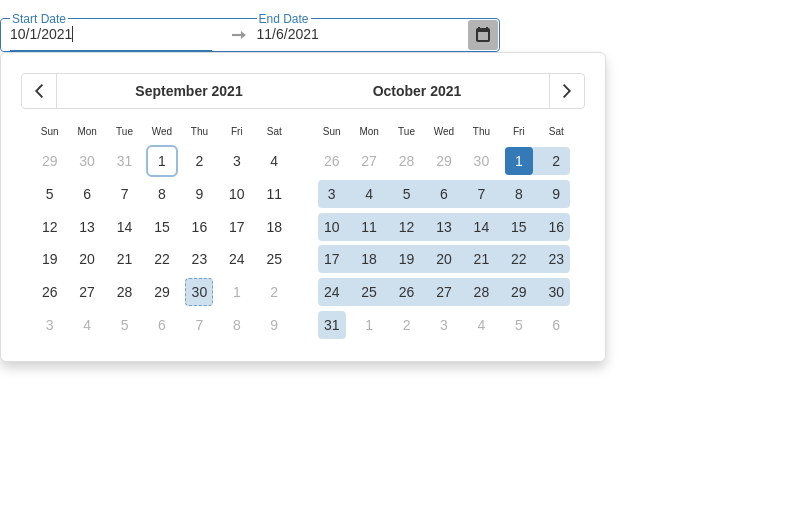 Start Date End Date
10/1/2021 11/6/2021
September 2021 October 2021
Sun Mon Tue Wed Thu Fri Sat Sun Mon Tue Wed Thu Fri Sat
29 30 31 1 2 3 4 26 27 28 29 30 1 2
5 6 7 8 9 10 11 3 4 5 6 7 8 9
12 13 14 15 16 17 18 10 11 12 13 14 15 16
19 20 21 22 23 24 25 17 18 19 20 21 22 23
26 27 28 29 30 1 2 24 25 26 27 28 29 30
3 4 5 6 7 8 9 31 1 2 3 4 5 6